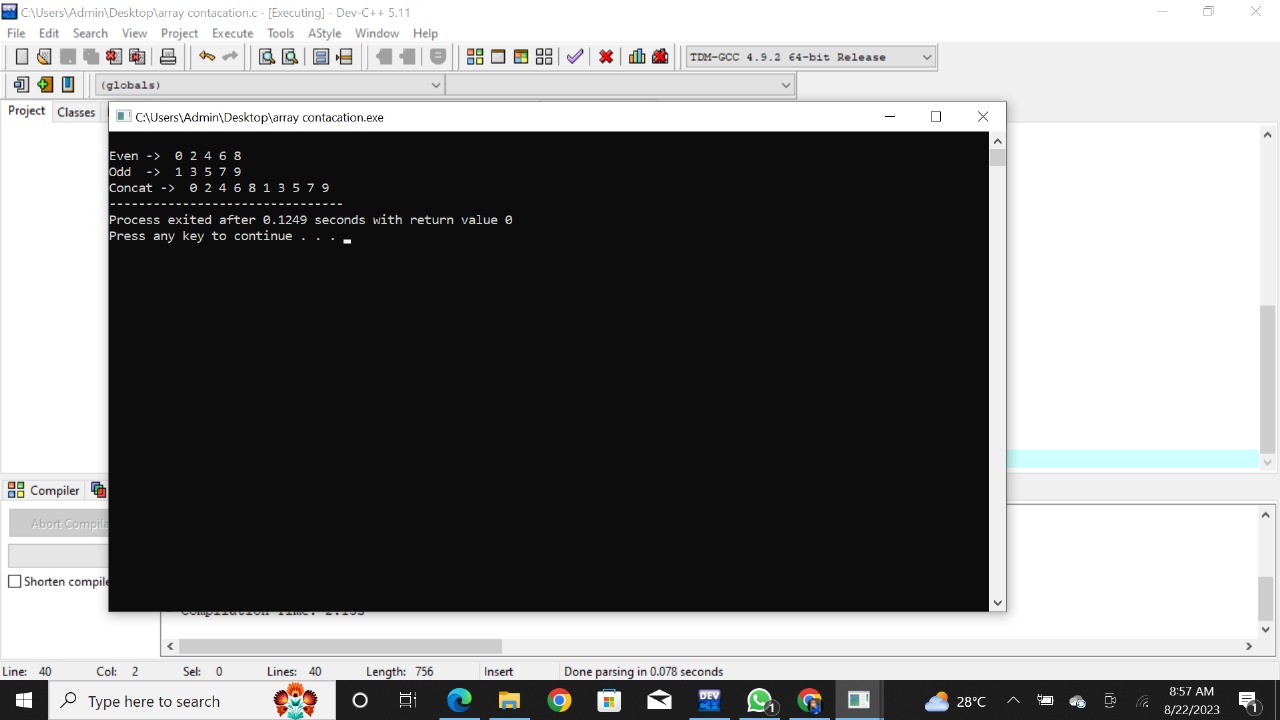 C:\Users\Admin\Desktop\array contacation.c - [Executing] - Dev-C++ 5.11
File Edit Search View Project Execute Tools AStyle Window Help
TDM-GCC 4.9.2 64-bit Release
(globals)
Project Classes
C:\Users\Admin\Desktop\array contacation.exe
Even -> 0 2 4 6 8
Odd -> 1 3 5 7 9
Concat -> 0 2 4 6 8 1 3 5 7 9
--------------------------------
Process exited after 0.1249 seconds with return value 0
Press any key to continue . . .
Compiler
Abort Compila
Shorten compile
Compilation Time: 2.13s
Line: 40 Col: 2 Sel: 0 Lines: 40 Length: 756 Insert Done parsing in 0.078 seconds
Type here to search
DEV
1
28°C
8:57 AM
8/22/2023
1